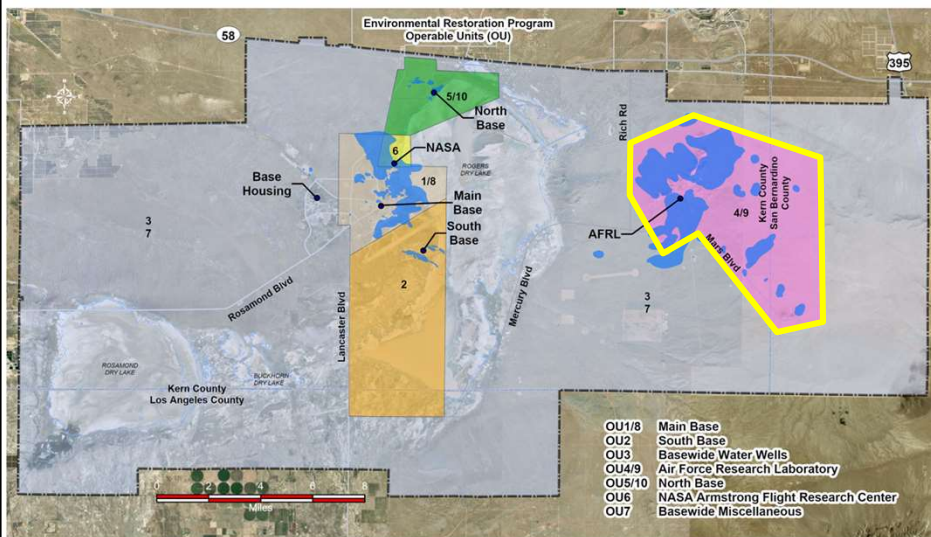 Environmental Restoration Program
Operable Units (OU)
58
395
5/10
North
Base
Rich Rd
6
NASA
ROGERS
DRY LAKE
Base
Housing
1/8
Main
Base
South
Base
AFRL
4/9
Kern County
San Bernardino
County
Mars Blvd
3
7
2
Rosamond Blvd
Lancaster Blvd
Mercury Blvd
3
7
ROSAMOND
DRY LAKE
BUCKHORN
DRY LAKE
Kern County
Los Angeles County
0 2 4 6 8
Miles
OU1/8 Main Base
OU2 South Base
OU3 Basewide Water Wells
OU4/9 Air Force Research Laboratory
OU5/10 North Base
OU6 NASA Armstrong Flight Research Center
OU7 Basewide Miscellaneous